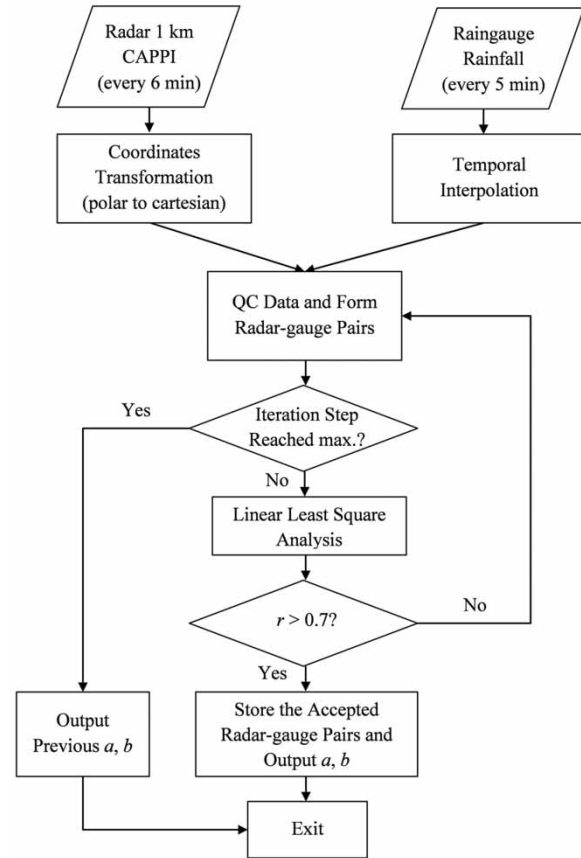 Radar 1 km
CAPPI
(every 6 min)
Raingauge
Rainfall
(every 5 min)
Coordinates
Transformation
(polar to cartesian)
Temporal
Interpolation
QC Data and Form
Radar-gauge Pairs
Yes
Iteration Step
Reached max.?
No
Linear Least Square
Analysis
r > 0.7?
No
Yes
Output
Previous a, b
Store the Accepted
Radar-gauge Pairs and
Output a, b
Exit